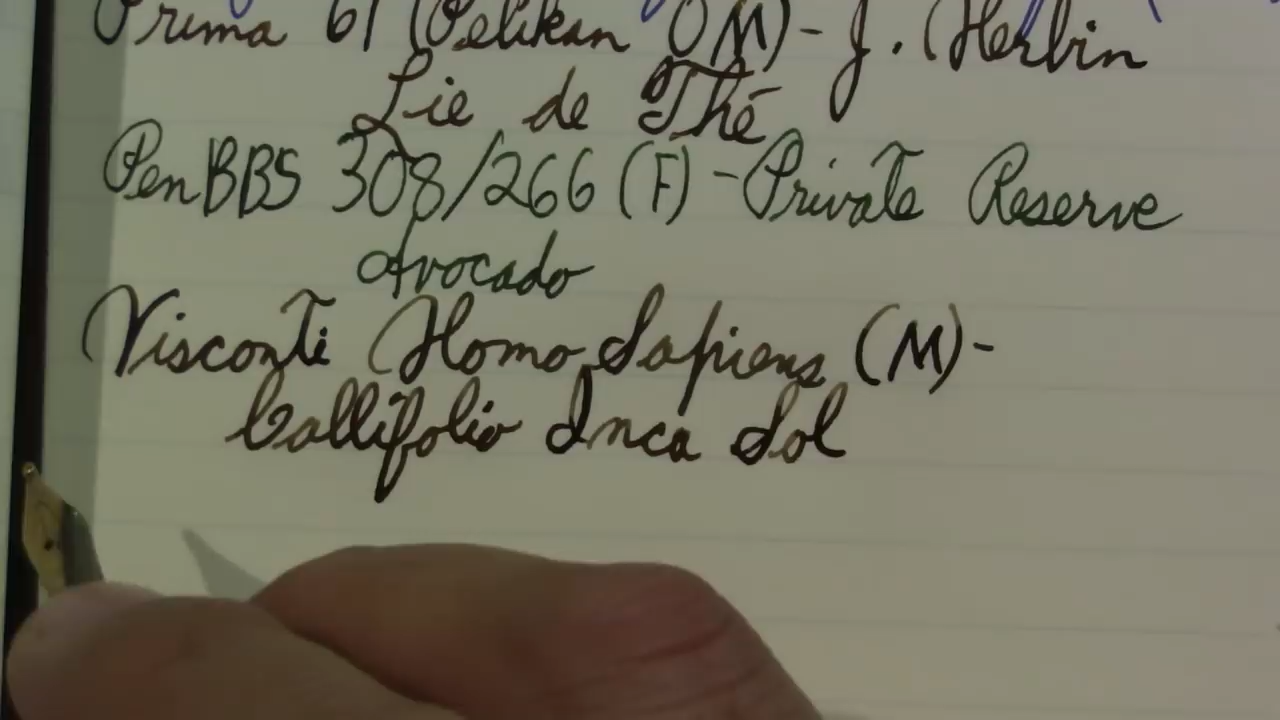 Prima 61 (Pelikan OM) - J. Herbin
Lie de Thé
PenBBS 308/266 (F) - Private Reserve
Avocado
Visconti Homo Sapiens (M) -
Callifolio Inca Sol